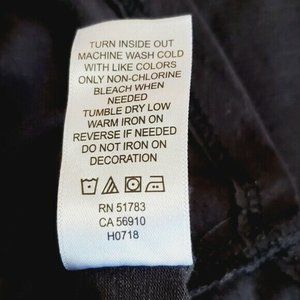 TURN INSIDE OUT
MACHINE WASH COLD
WITH LIKE COLORS
ONLY NON-CHLORINE
BLEACH WHEN
NEEDED
TUMBLE DRY LOW
WARM IRON ON
REVERSE IF NEEDED
DO NOT IRON ON
DECORATION
RN 51783
CA 56910
H0718